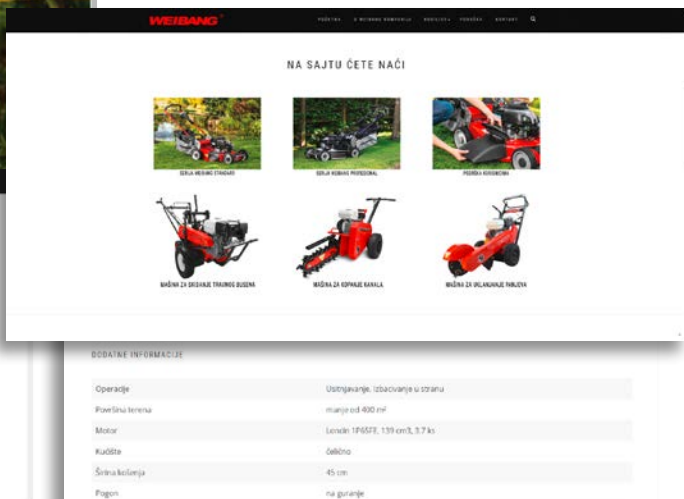 WEIBANG
POČETNA O WEIBANG KOMPANIJA MODELI PODRŠKA KONTAKT
NA SAJTU ĆETE NAĆI
SERIJA WEIBANG STANDARD SERIJA WEIBANG PROFESIONAL PODRŠKA KORISNICIMA
MAŠINA ZA SKIDANJE TRAVNOG BUSENA MAŠINA ZA KOPANJE KANALA MAŠINA ZA UKLANJANJE PANJEVA
DODATNE INFORMACIJE
Operacije Usitnjavanje, Izbacivanje u stranu
Površina terena manje od 400 m²
Motor Loncin 1P65FE, 139 cm3, 3.7 ks
Kućište čelično
Širina košenja 45 cm
Pogon na guranje